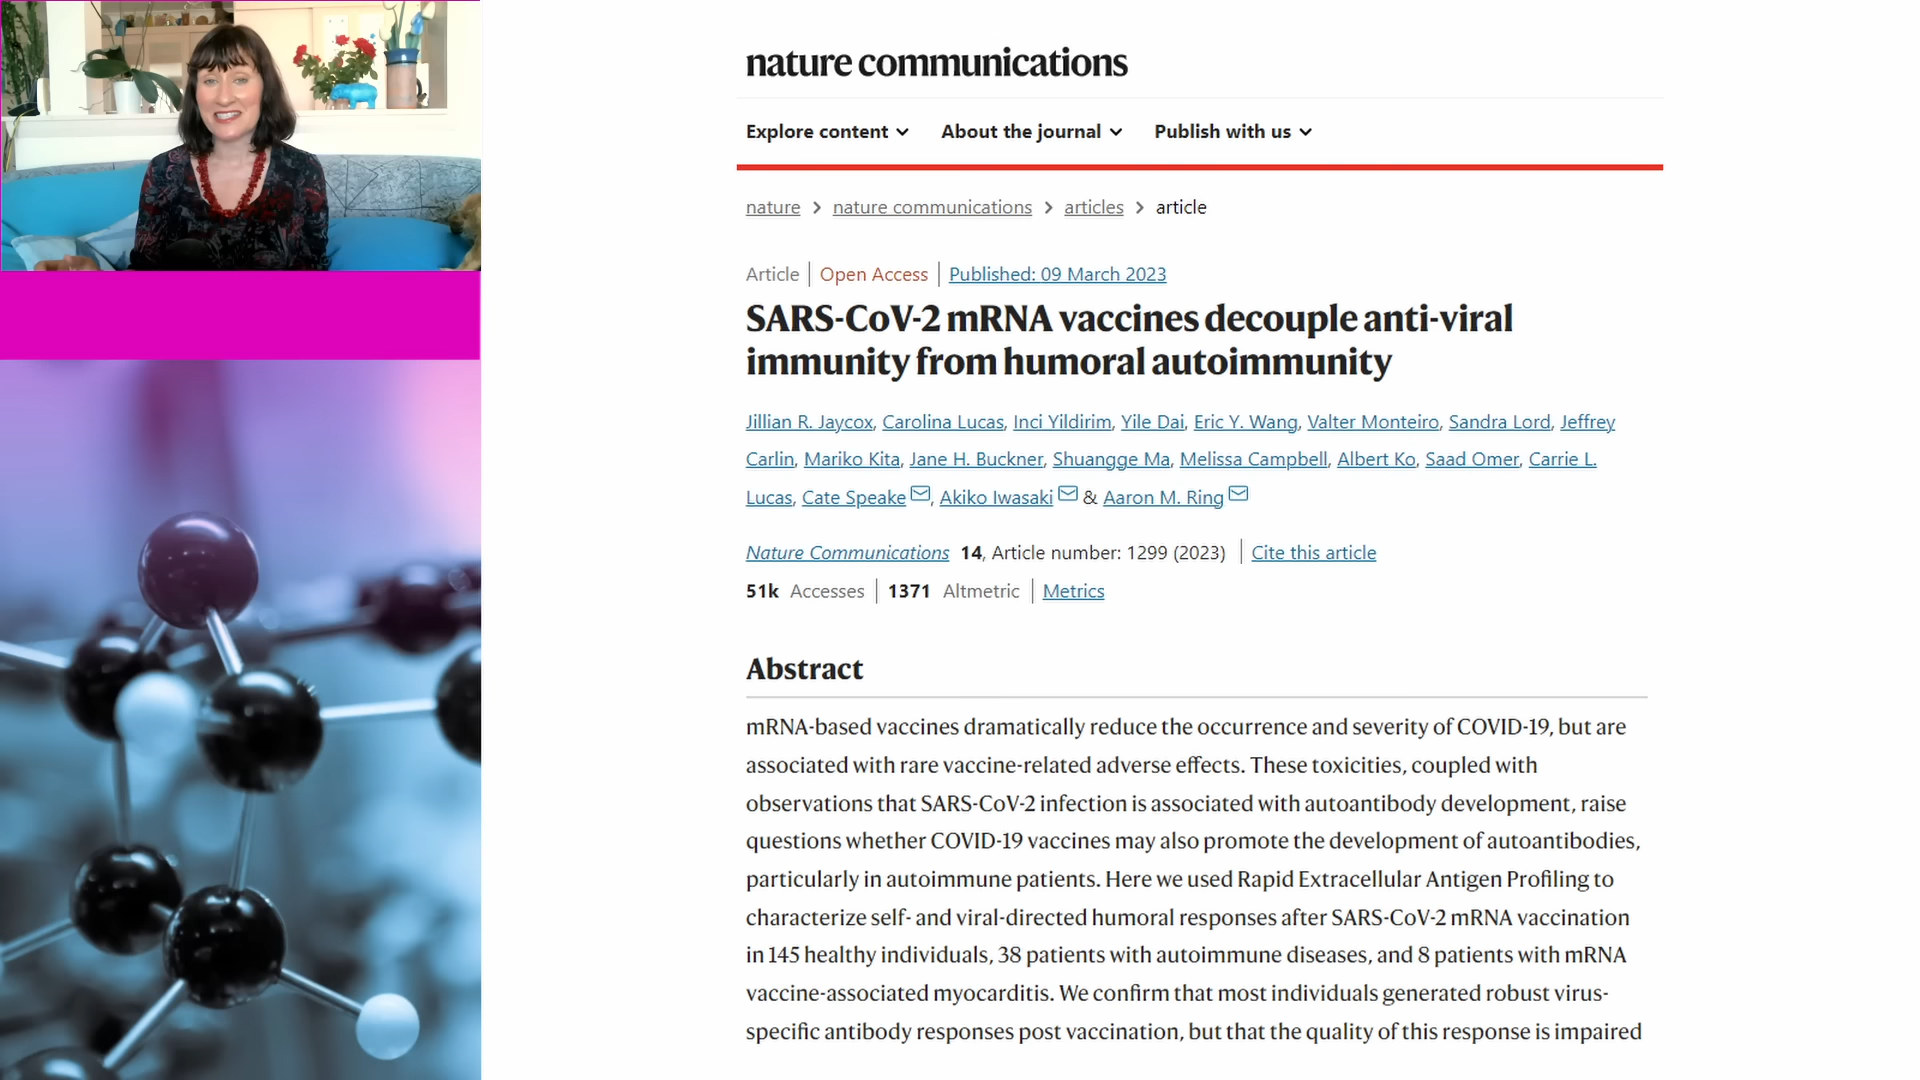 nature communications
Explore content About the journal Publish with us
nature > nature communications > articles > article
Article | Open Access | Published: 09 March 2023
SARS-CoV-2 mRNA vaccines decouple anti-viral
immunity from humoral autoimmunity
Jillian R. Jaycox, Carolina Lucas, Inci Yildirim, Yile Dai, Eric Y. Wang, Valter Monteiro, Sandra Lord, Jeffrey
Carlin, Mariko Kita, Jane H. Buckner, Shuangge Ma, Melissa Campbell, Albert Ko, Saad Omer, Carrie L.
Lucas, Cate Speake, Akiko Iwasaki & Aaron M. Ring
Nature Communications 14, Article number: 1299 (2023) | Cite this article
51k Accesses | 1371 Altmetric | Metrics
Abstract
mRNA-based vaccines dramatically reduce the occurrence and severity of COVID-19, but are
associated with rare vaccine-related adverse effects. These toxicities, coupled with
observations that SARS-CoV-2 infection is associated with autoantibody development, raise
questions whether COVID-19 vaccines may also promote the development of autoantibodies,
particularly in autoimmune patients. Here we used Rapid Extracellular Antigen Profiling to
characterize self- and viral-directed humoral responses after SARS-CoV-2 mRNA vaccination
in 145 healthy individuals, 38 patients with autoimmune diseases, and 8 patients with mRNA
vaccine-associated myocarditis. We confirm that most individuals generated robust virus-
specific antibody responses post vaccination, but that the quality of this response is impaired